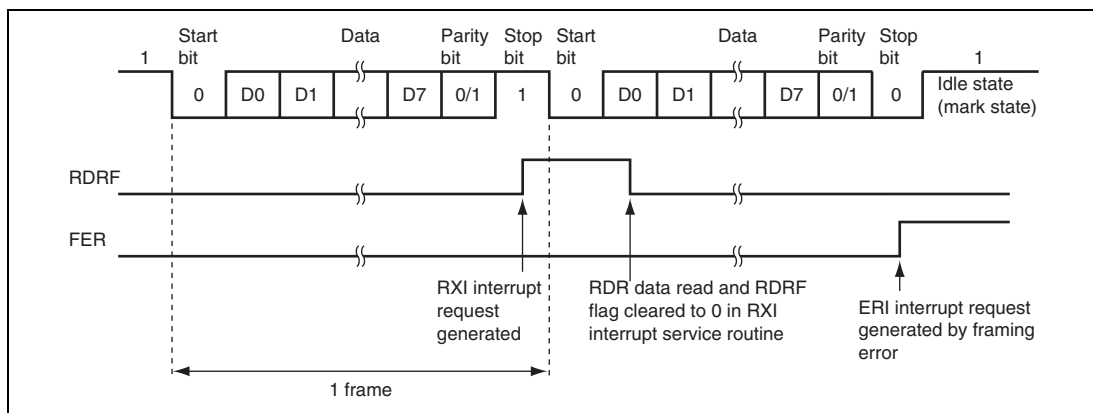 Start Data Parity Stop Start Data Parity Stop
bit bit bit bit bit bit
1 1
0 D0 D1 D7 0/1 1 0 D0 D1 D7 0/1 0 Idle state
(mark state)
RDRF
FER
RXI interrupt
request
generated
RDR data read and RDRF
flag cleared to 0 in RXI
interrupt service routine
ERI interrupt request
generated by framing
error
1 frame